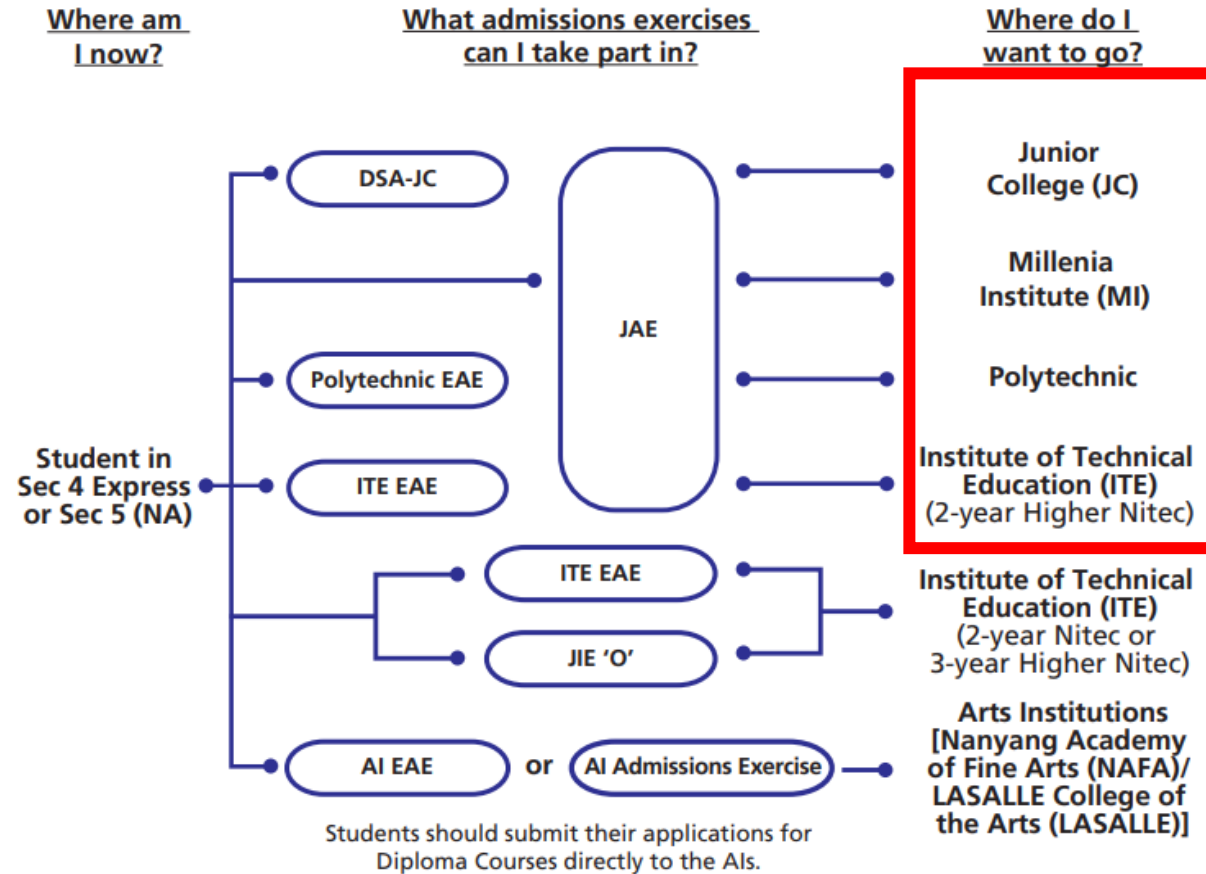 Where am
I now?
What admissions exercises
can I take part in?
Where do I
want to go?
DSA-JC
Junior
College (JC)
Millenia
Institute (MI)
JAE
Polytechnic EAE
Polytechnic
Student in
Sec 4 Express
or Sec 5 (NA)
ITE EAE
Institute of Technical
Education (ITE)
(2-year Higher Nitec)
ITE EAE
JIE ‘O’
Institute of Technical
Education (ITE)
(2-year Nitec or
3-year Higher Nitec)
AI EAE
or
AI Admissions Exercise
Arts Institutions
[Nanyang Academy
of Fine Arts (NAFA)/
LASALLE College of
the Arts (LASALLE)]
Students should submit their applications for
Diploma Courses directly to the AIs.